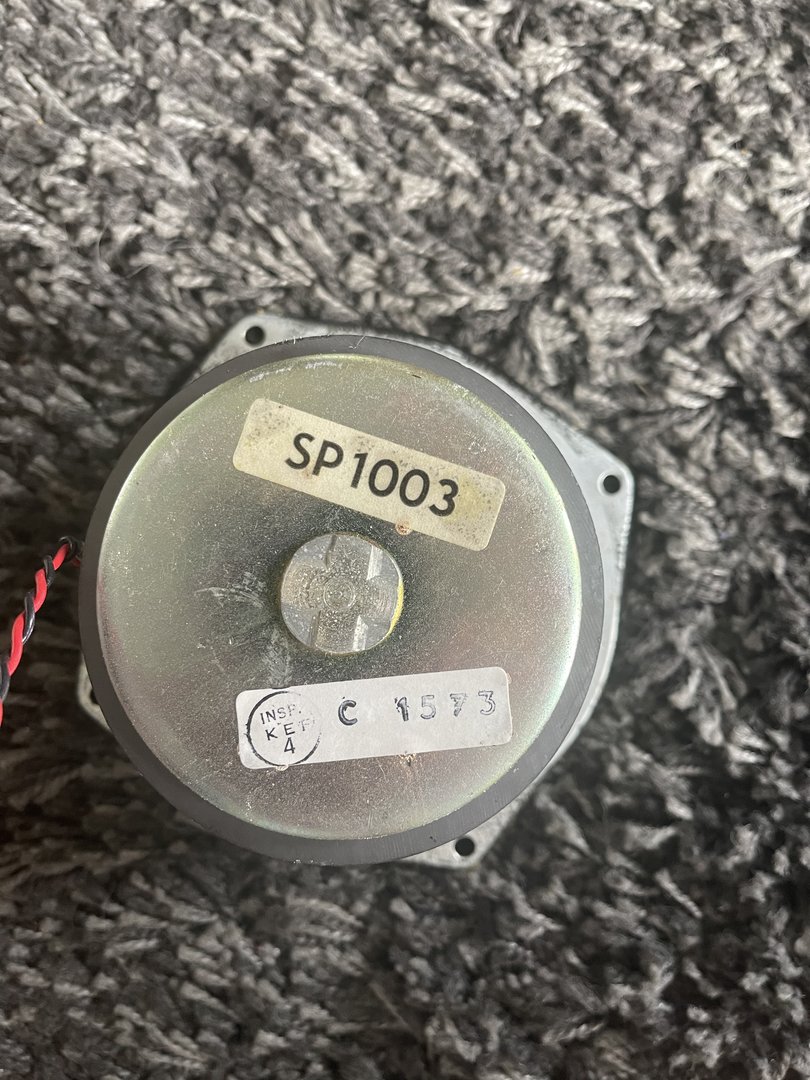 SP1003
INSP.
KEF
4
C 1573